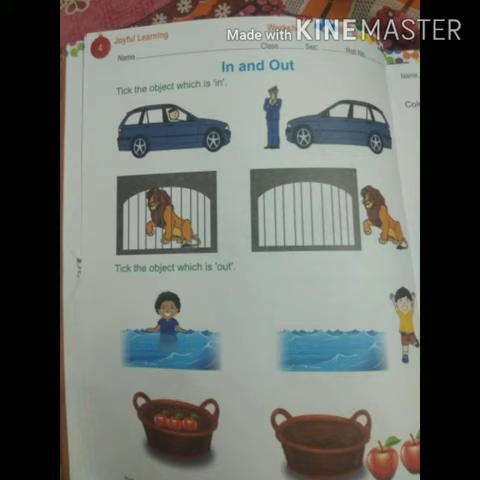 Made with KINEMASTER
4 Joyful Learning
Name
Class Sec Roll No.
In and Out
Tick the object which is 'in'.
Name
Tick the object which is 'out'.